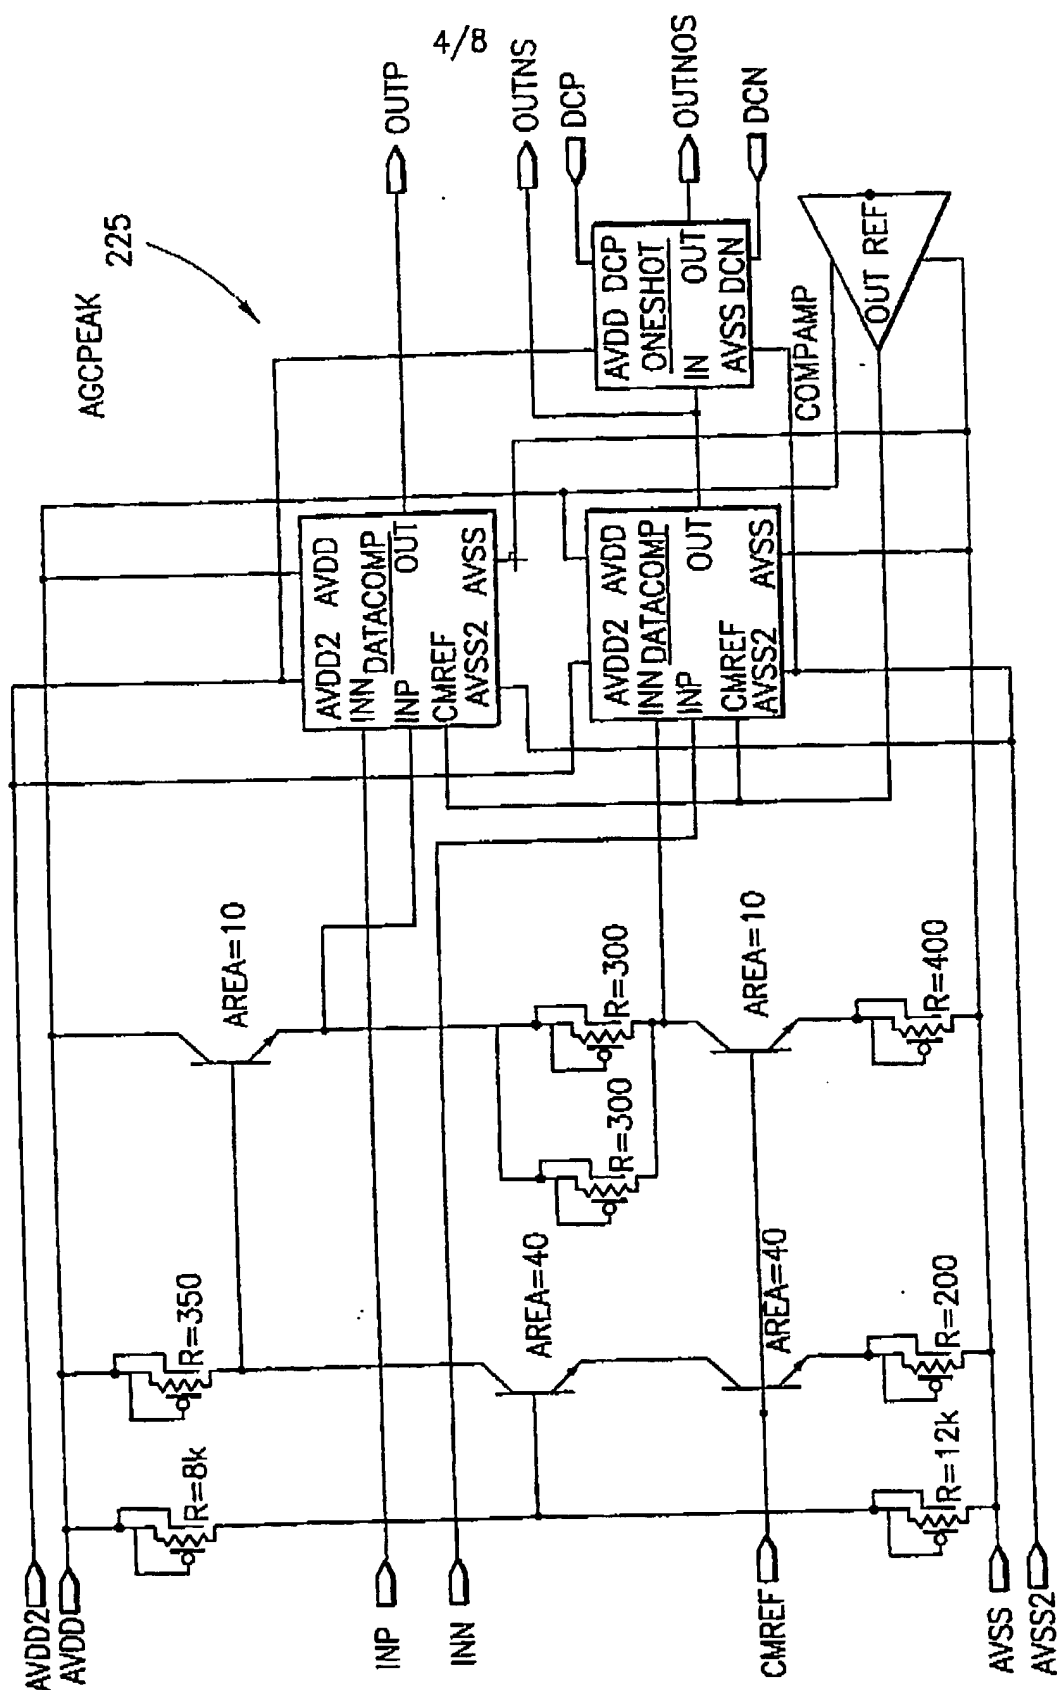 4/8
AGCPEAK
225
AVDD2
AVDD
INP
INN
CMREF
AVSS
AVSS2
R=8k
R=350
R=12k
R=200
AREA=40
AREA=40
AREA=10
R=300
R=300
AREA=10
R=400
AVDD2 AVDD
INN DATACOMP
INP OUT
CMREF
AVSS2 AVSS
AVDD2 AVDD
INN DATACOMP
INP OUT
CMREF
AVSS2 AVSS
AVDD DCP
ONESHOT
IN OUT
AVSS DCN
COMPAMP
OUT REF
OUTP
OUTNS
DCP
OUTNOS
DCN